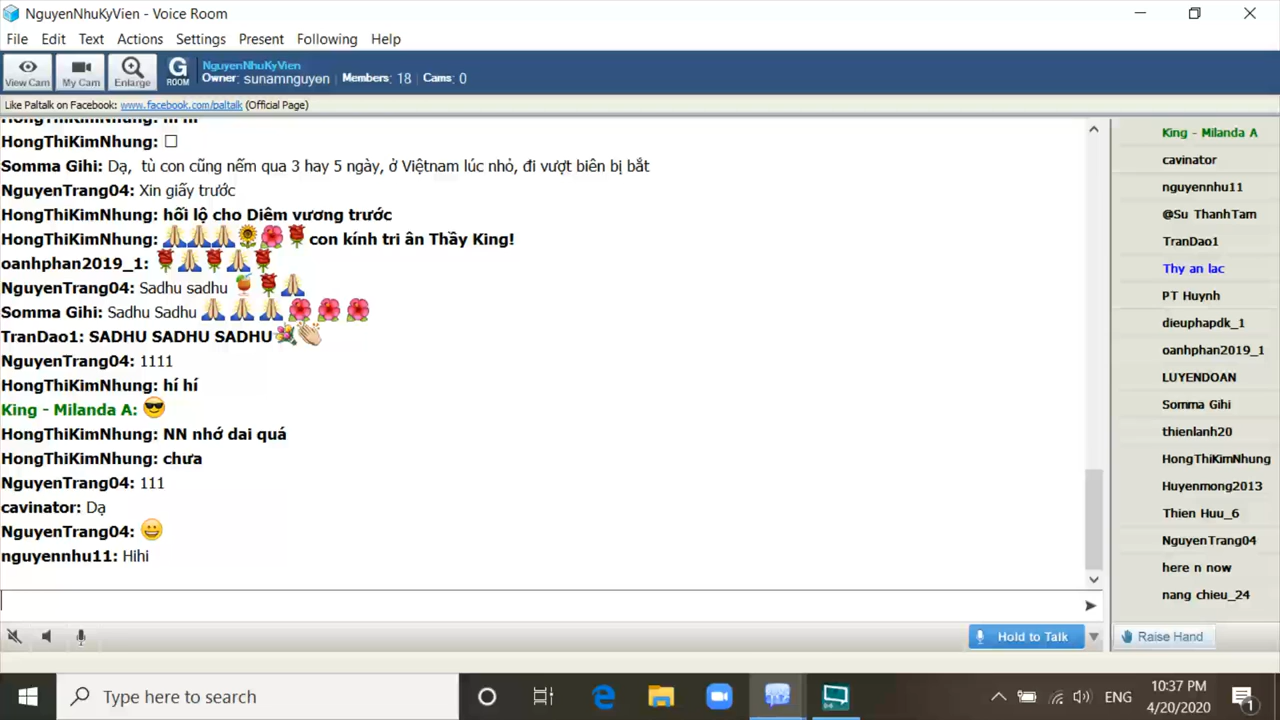 NguyenNhuKyVien - Voice Room
File Edit Text Actions Settings Present Following Help
View Cam My Cam Enlarge G ROOM NguyenNhuKyVien
Owner: sunamnguyen Members: 18 Cams: 0
Like Paltalk on Facebook: www.facebook.com/paltalk (Official Page)
HongThiKimNhung: hí hí
HongThiKimNhung: □
Somma Gihi: Dạ, tù con cũng nếm qua 3 hay 5 ngày, ở Việtnam lúc nhỏ, đi vượt biên bị bắt
NguyenTrang04: Xin giấy trước
HongThiKimNhung: hối lộ cho Diêm vương trước
HongThiKimNhung: 🙏🙏🙏🌻🌺🌹 con kính tri ân Thầy King!
oanhphan2019_1: 🌹🙏🌹🙏🌹
NguyenTrang04: Sadhu sadhu 🍹🌹🙏
Somma Gihi: Sadhu Sadhu 🙏🙏🙏🌺🌺🌺
TranDao1: SADHU SADHU SADHU 💐👏
NguyenTrang04: 1111
HongThiKimNhung: hí hí
King - Milanda A: 😎
HongThiKimNhung: NN nhớ dai quá
HongThiKimNhung: chưa
NguyenTrang04: 111
cavinator: Dạ
NguyenTrang04: 😀
nguyennhu11: Hihi
King - Milanda A
cavinator
nguyennhu11
@Su ThanhTam
TranDao1
Thy an lac
PT Huynh
dieuphapdk_1
oanhphan2019_1
LUYENDOAN
Somma Gihi
thienlanh20
HongThiKimNhung
Huyenmong2013
Thien Huu_6
NguyenTrang04
here n now
nang chieu_24
Hold to Talk Raise Hand
Type here to search
ENG
10:37 PM
4/20/2020
1